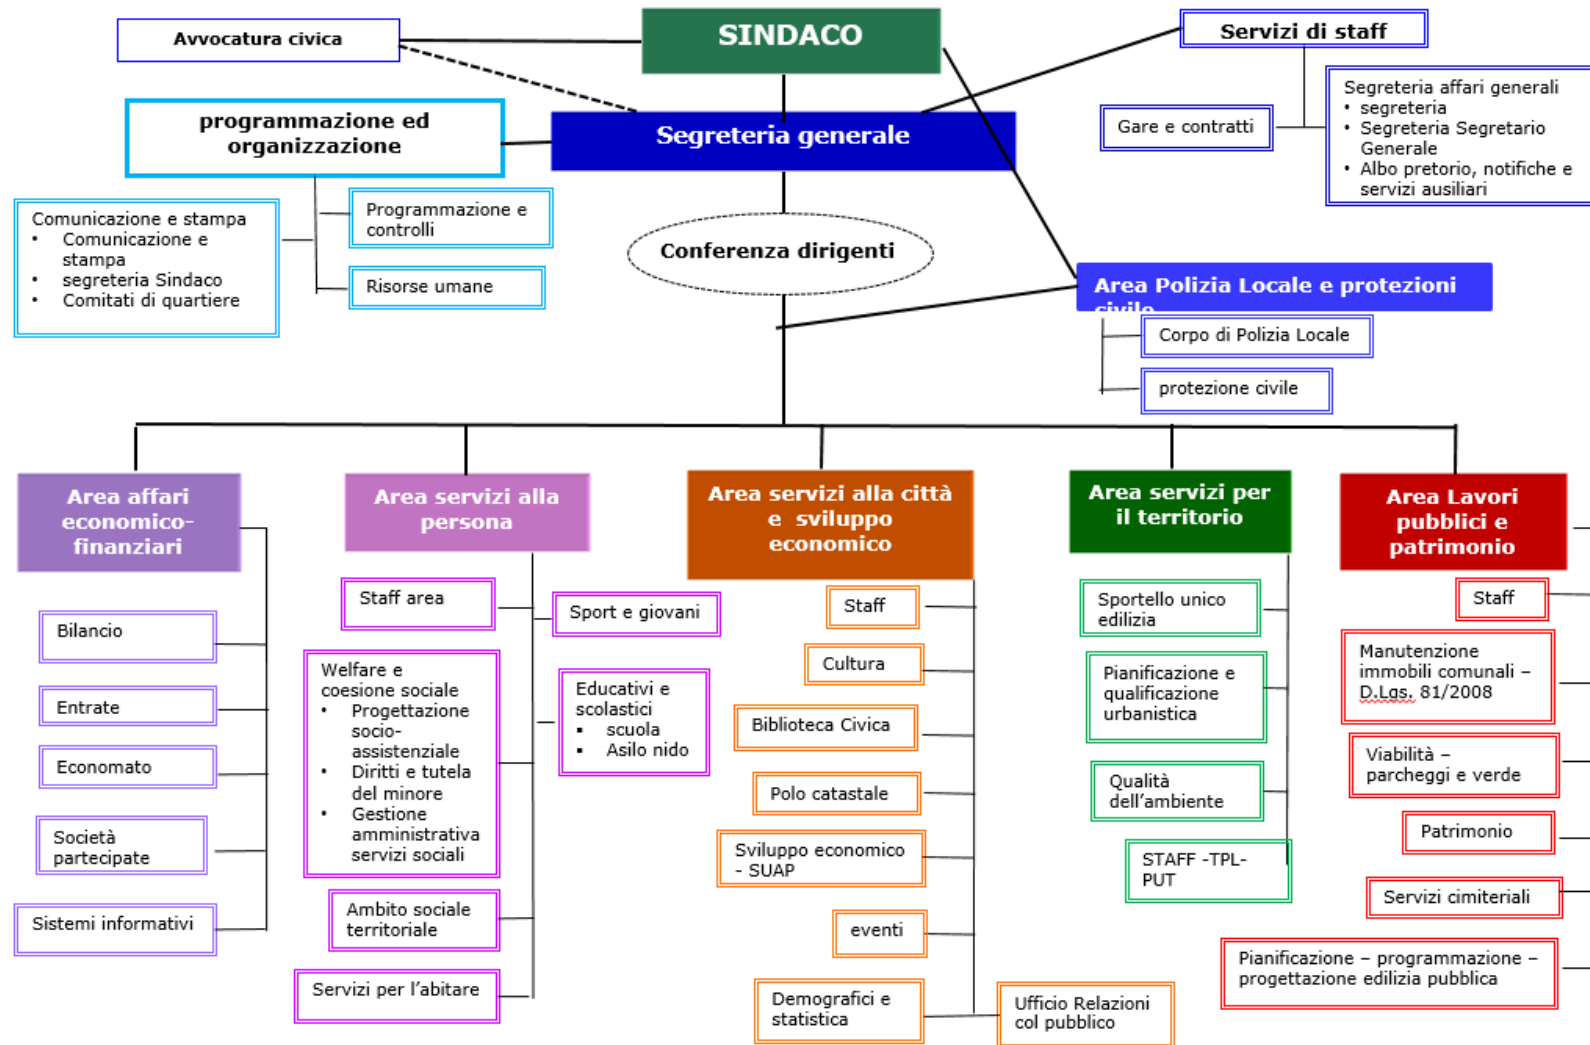 Avvocatura civica
SINDACO
Servizi di staff
programmazione ed
organizzazione
Segreteria generale
Gare e contratti
Segreteria affari generali
• segreteria
• Segreteria Segretario
Generale
• Albo pretorio, notifiche e
servizi ausiliari
Comunicazione e stampa
• Comunicazione e
stampa
• segreteria Sindaco
• Comitati di quartiere
Programmazione e
controlli
Risorse umane
Conferenza dirigenti
Area Polizia Locale e protezioni
civile
Corpo di Polizia Locale
protezione civile
Area affari
economico-
finanziari
Bilancio
Entrate
Economato
Società
partecipate
Sistemi informativi
Area servizi alla
persona
Staff area
Sport e giovani
Welfare e
coesione sociale
• Progettazione
socio-
assistenziale
• Diritti e tutela
del minore
• Gestione
amministrativa
servizi sociali
Educativi e
scolastici
▪ scuola
▪ Asilo nido
Ambito sociale
territoriale
Servizi per l'abitare
Area servizi alla città
e sviluppo
economico
Staff
Cultura
Biblioteca Civica
Polo catastale
Sviluppo economico
- SUAP
eventi
Demografici e
statistica
Ufficio Relazioni
col pubblico
Area servizi per
il territorio
Sportello unico
edilizia
Pianificazione e
qualificazione
urbanistica
Qualità
dell'ambiente
STAFF -TPL-
PUT
Area Lavori
pubblici e
patrimonio
Staff
Manutenzione
immobili comunali –
D.Lgs. 81/2008
Viabilità –
parcheggi e verde
Patrimonio
Servizi cimiteriali
Pianificazione – programmazione –
progettazione edilizia pubblica